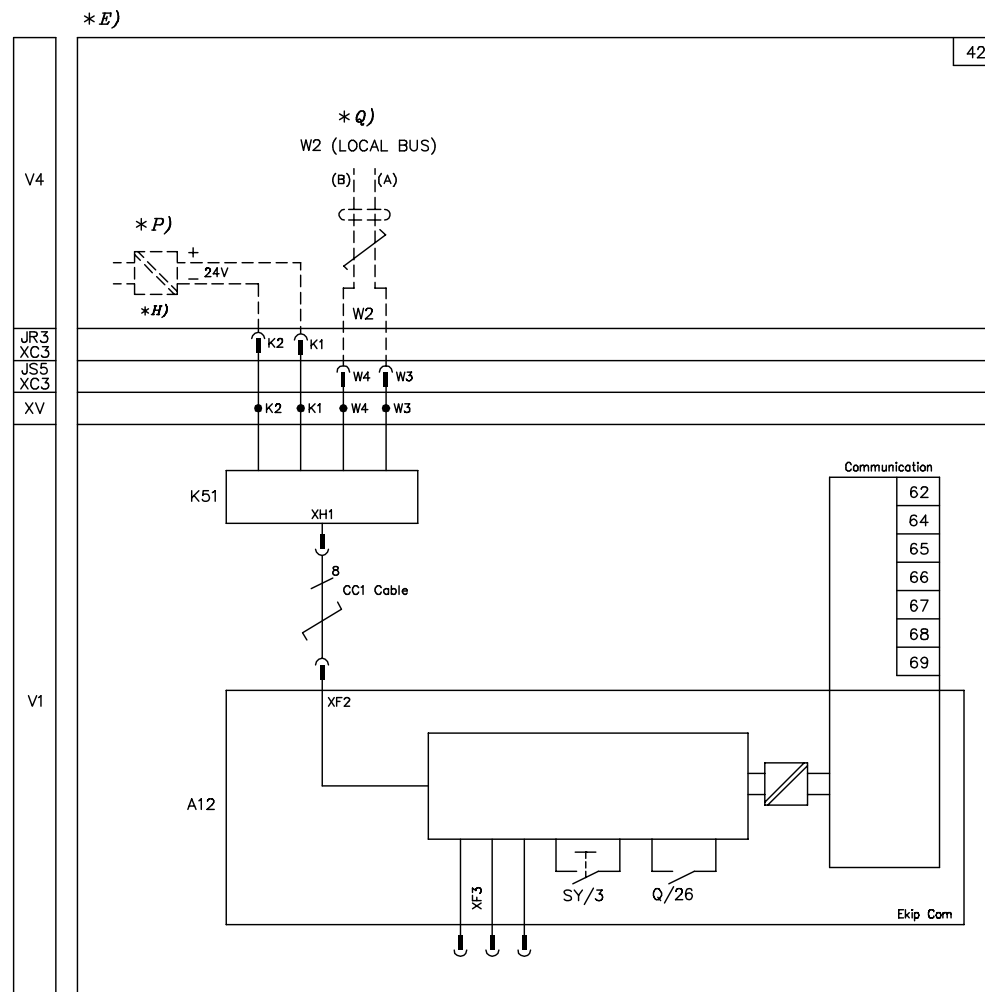 *E)
42
*Q)
W2 (LOCAL BUS)
(B) (A)
V4
*P)
+
24V
−
*H)
W2
JR3
XC3
K2 K1
JS5
XC3
W4 W3
XV
K2 K1 W4 W3
Communication
62
64
65
66
67
68
69
K51
XH1
8
CC1 Cable
V1
XF2
A12
XF3
SY/3
Q/26
Ekip Com